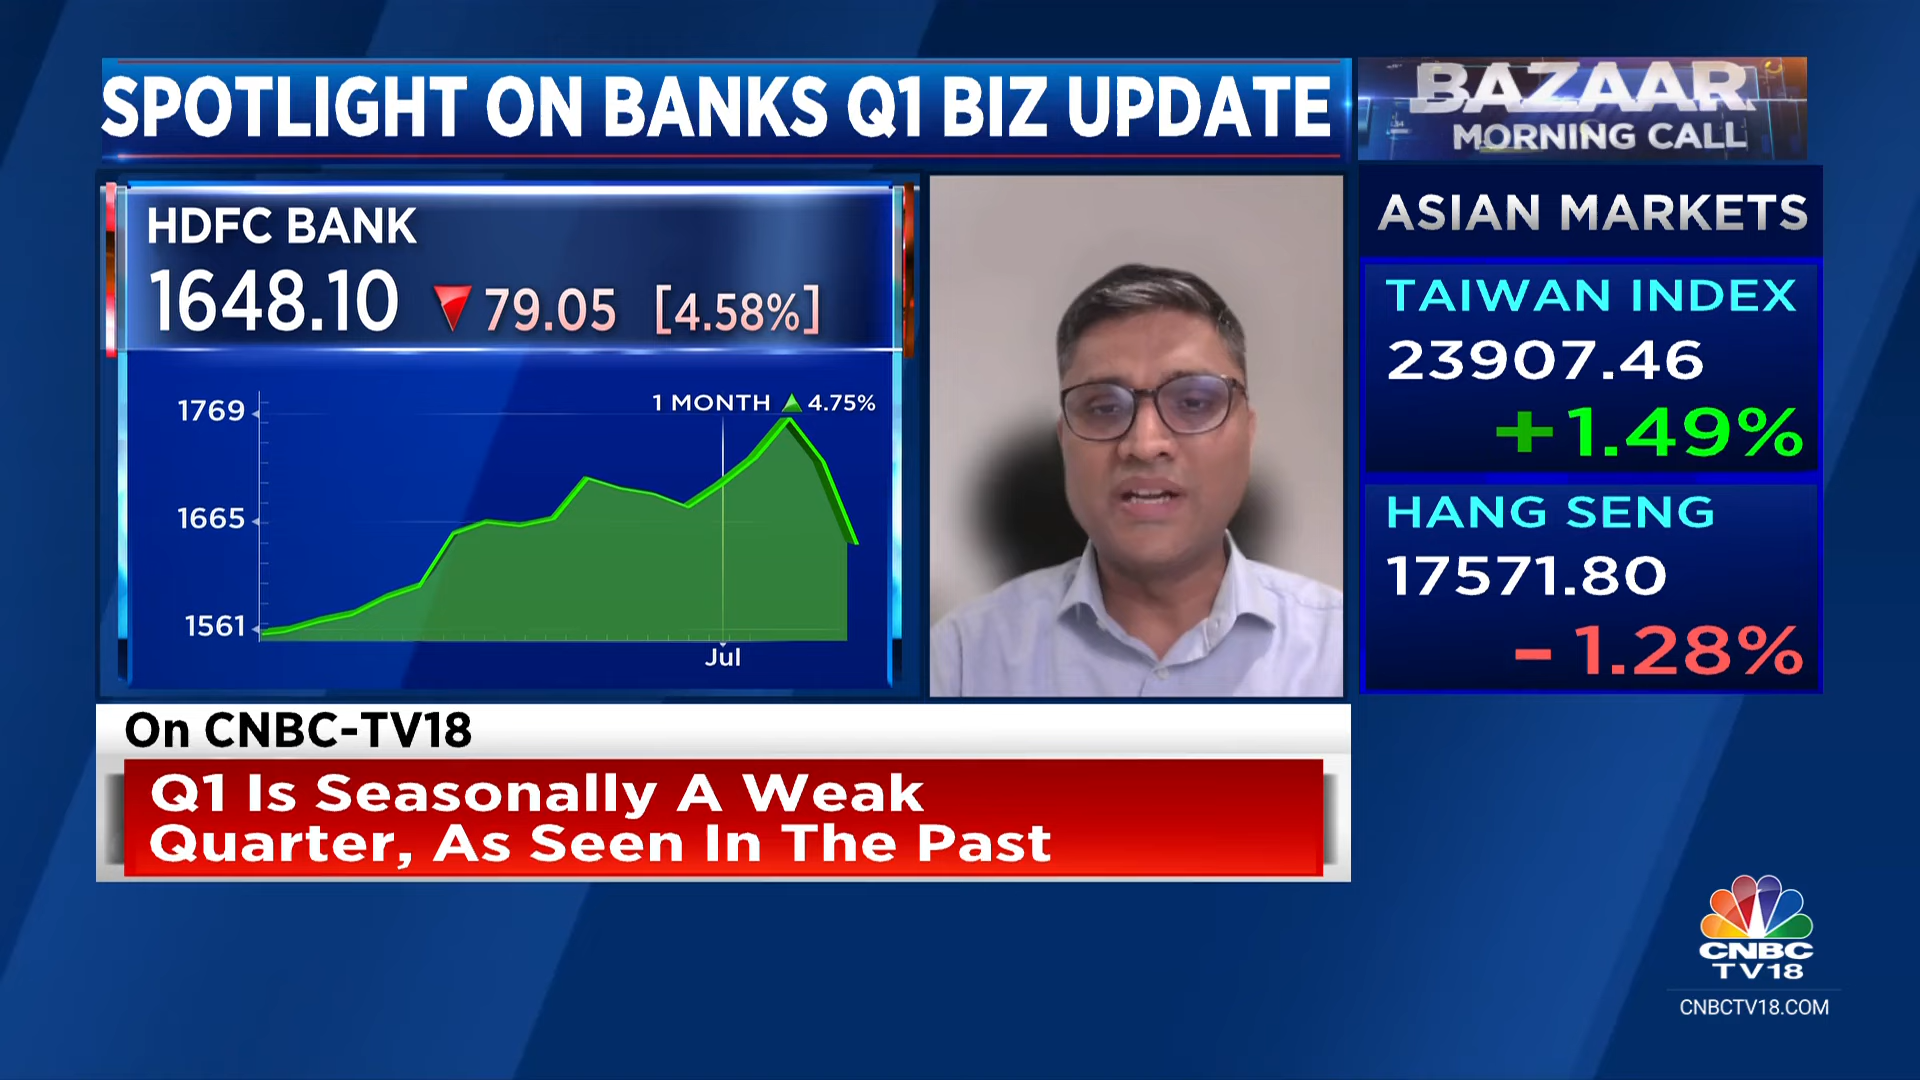 SPOTLIGHT ON BANKS Q1 BIZ UPDATE
BAZAAR
MORNING CALL
HDFC BANK
1648.10 ▼ 79.05 [4.58%]
1 MONTH ▲ 4.75%
1769
1665
1561
Jul
ASIAN MARKETS
TAIWAN INDEX
23907.46
+1.49%
HANG SENG
17571.80
- 1.28%
On CNBC-TV18
Q1 Is Seasonally A Weak
Quarter, As Seen In The Past
CNBC
TV18
CNBCTV18.COM